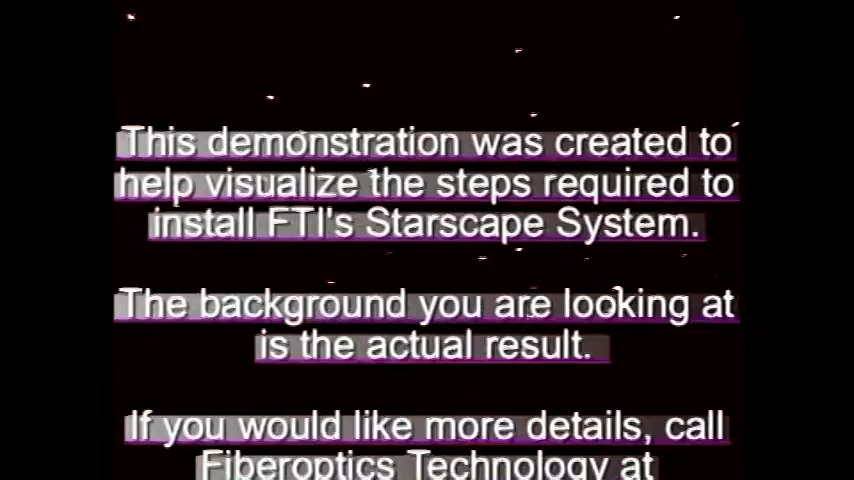 This demonstration was created to
help visualize the steps required to
install FTI's Starscape System.
The background you are looking at
is the actual result.
If you would like more details, call
Fiberoptics Technology at